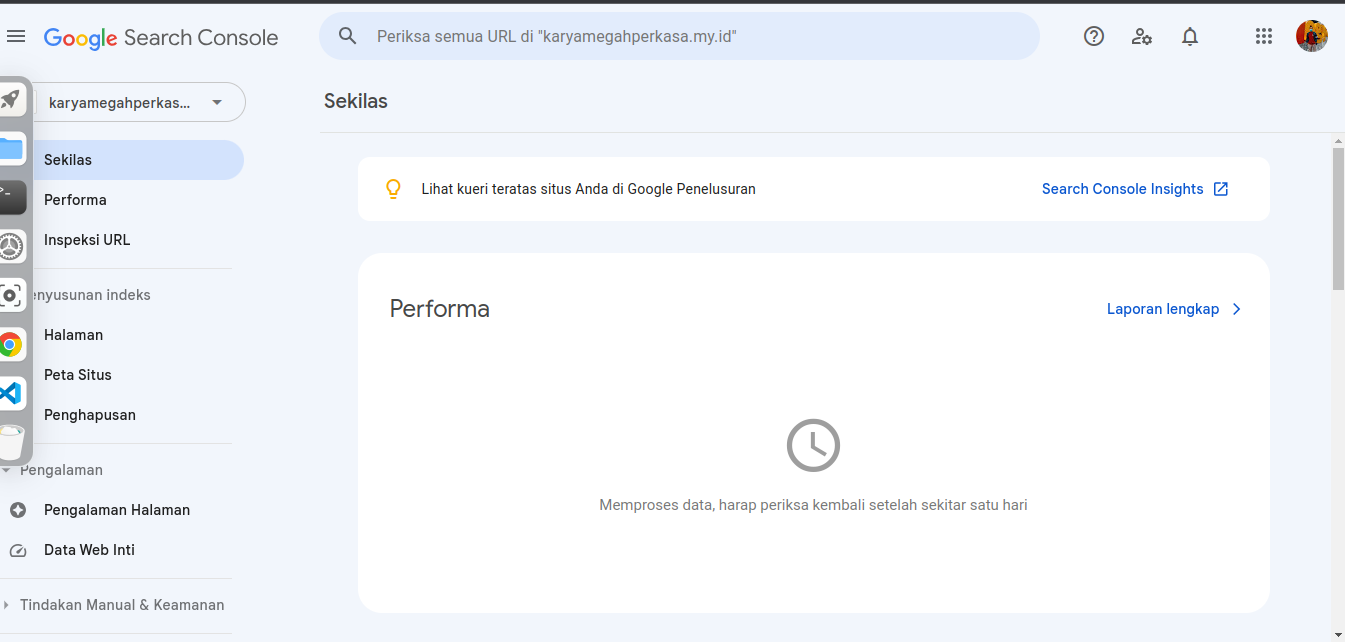 Google Search Console
Periksa semua URL di "karyamegahperkasa.my.id"
karyamegahperkas...
Sekilas
Performa
Inspeksi URL
enyusunan indeks
Halaman
Peta Situs
Penghapusan
Pengalaman
Pengalaman Halaman
Data Web Inti
Tindakan Manual & Keamanan
Sekilas
Lihat kueri teratas situs Anda di Google Penelusuran
Search Console Insights
Performa
Laporan lengkap
Memproses data, harap periksa kembali setelah sekitar satu hari